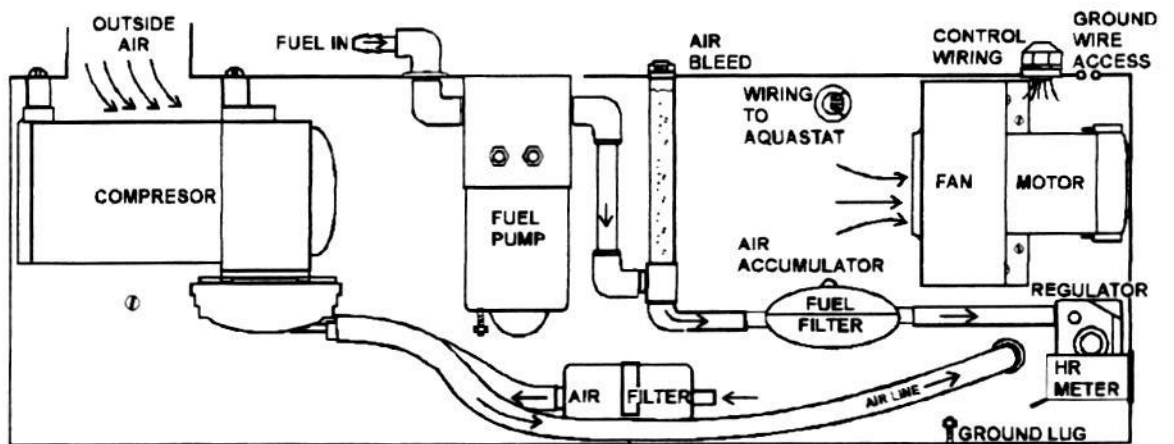 OUTSIDE
AIR
FUEL IN
AIR
BLEED
CONTROL
WIRING
GROUND
WIRE
ACCESS
WIRING
TO
AQUASTAT
COMPRESOR
FUEL
PUMP
FAN
MOTOR
AIR
ACCUMULATOR
FUEL
FILTER
REGULATOR
HR
METER
AIR FILTER
AIR LINE
GROUND LUG